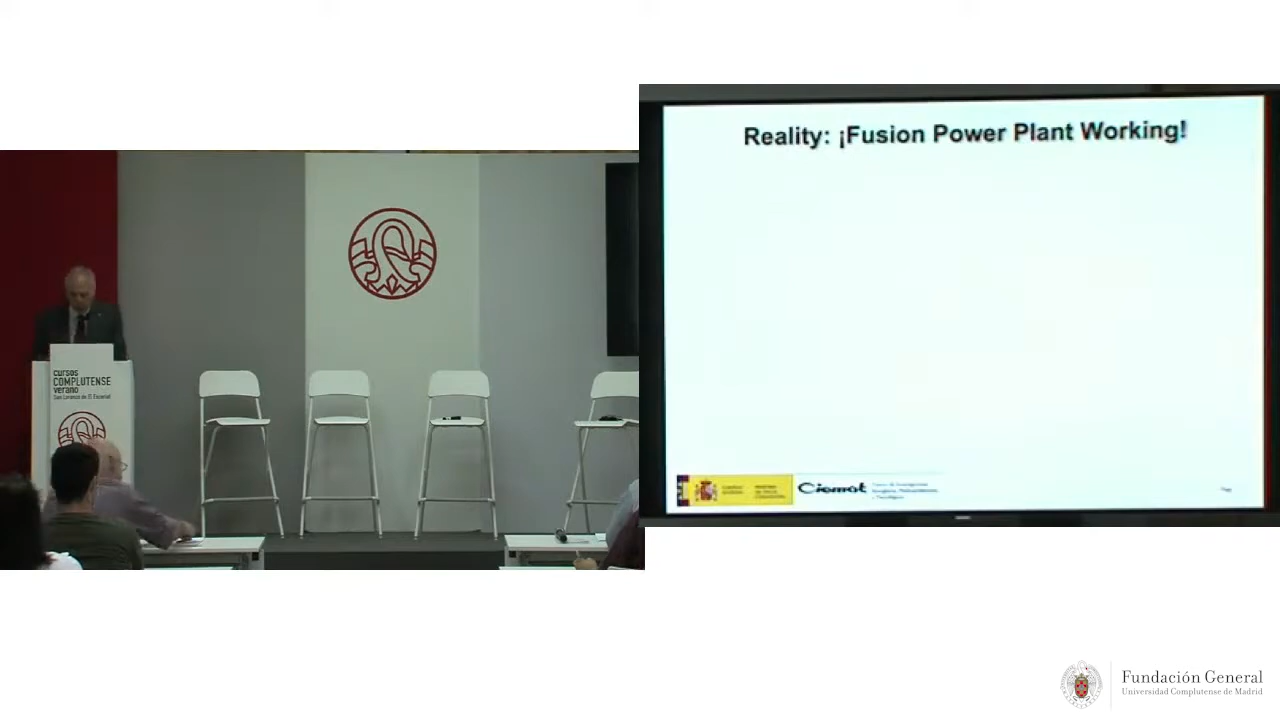 Reality: ¡Fusion Power Plant Working!
Ciemat
cursos
COMPLUTENSE
verano
San Lorenzo de El Escorial
Fundación General
Universidad Complutense de Madrid